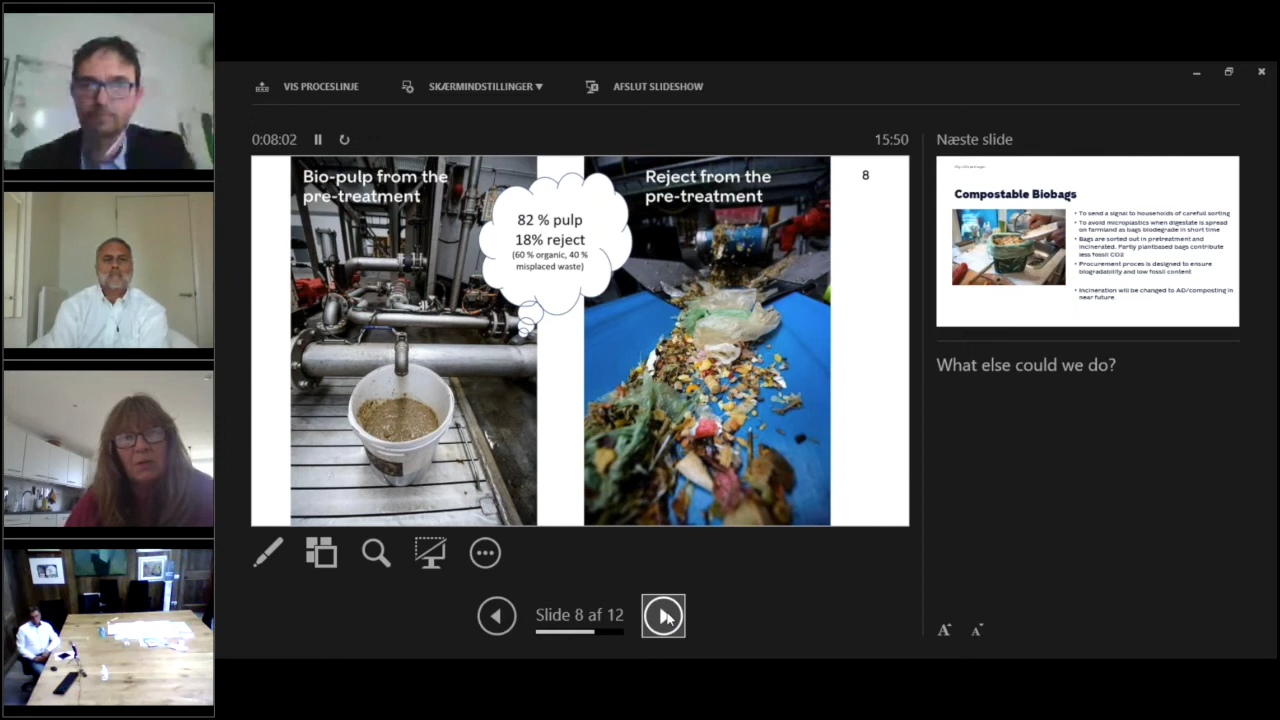 VIS PROCESLINJE
SKÆRMINDSTILLINGER ▼
AFSLUT SLIDESHOW
0:08:02
15:50
Næste slide
Bio-pulp from the
pre-treatment
82 % pulp
18% reject
(60 % organic, 40 %
misplaced waste)
Reject from the
pre-treatment
8
Compostable Biobags
• To send a signal to households of carefull sorting
• To avoid microplastics when digestate is spread
on farmland as bags biodegrade in short time
• Bags are sorted out in pretreatment and
incinerated. Partly plantbased bags contribute
less fossil CO2
• Procurement proces is designed to ensure
biogradability and low fossil content
• Incineration will be changed to AD/composting in
near future
What else could we do?
Slide 8 af 12
A A